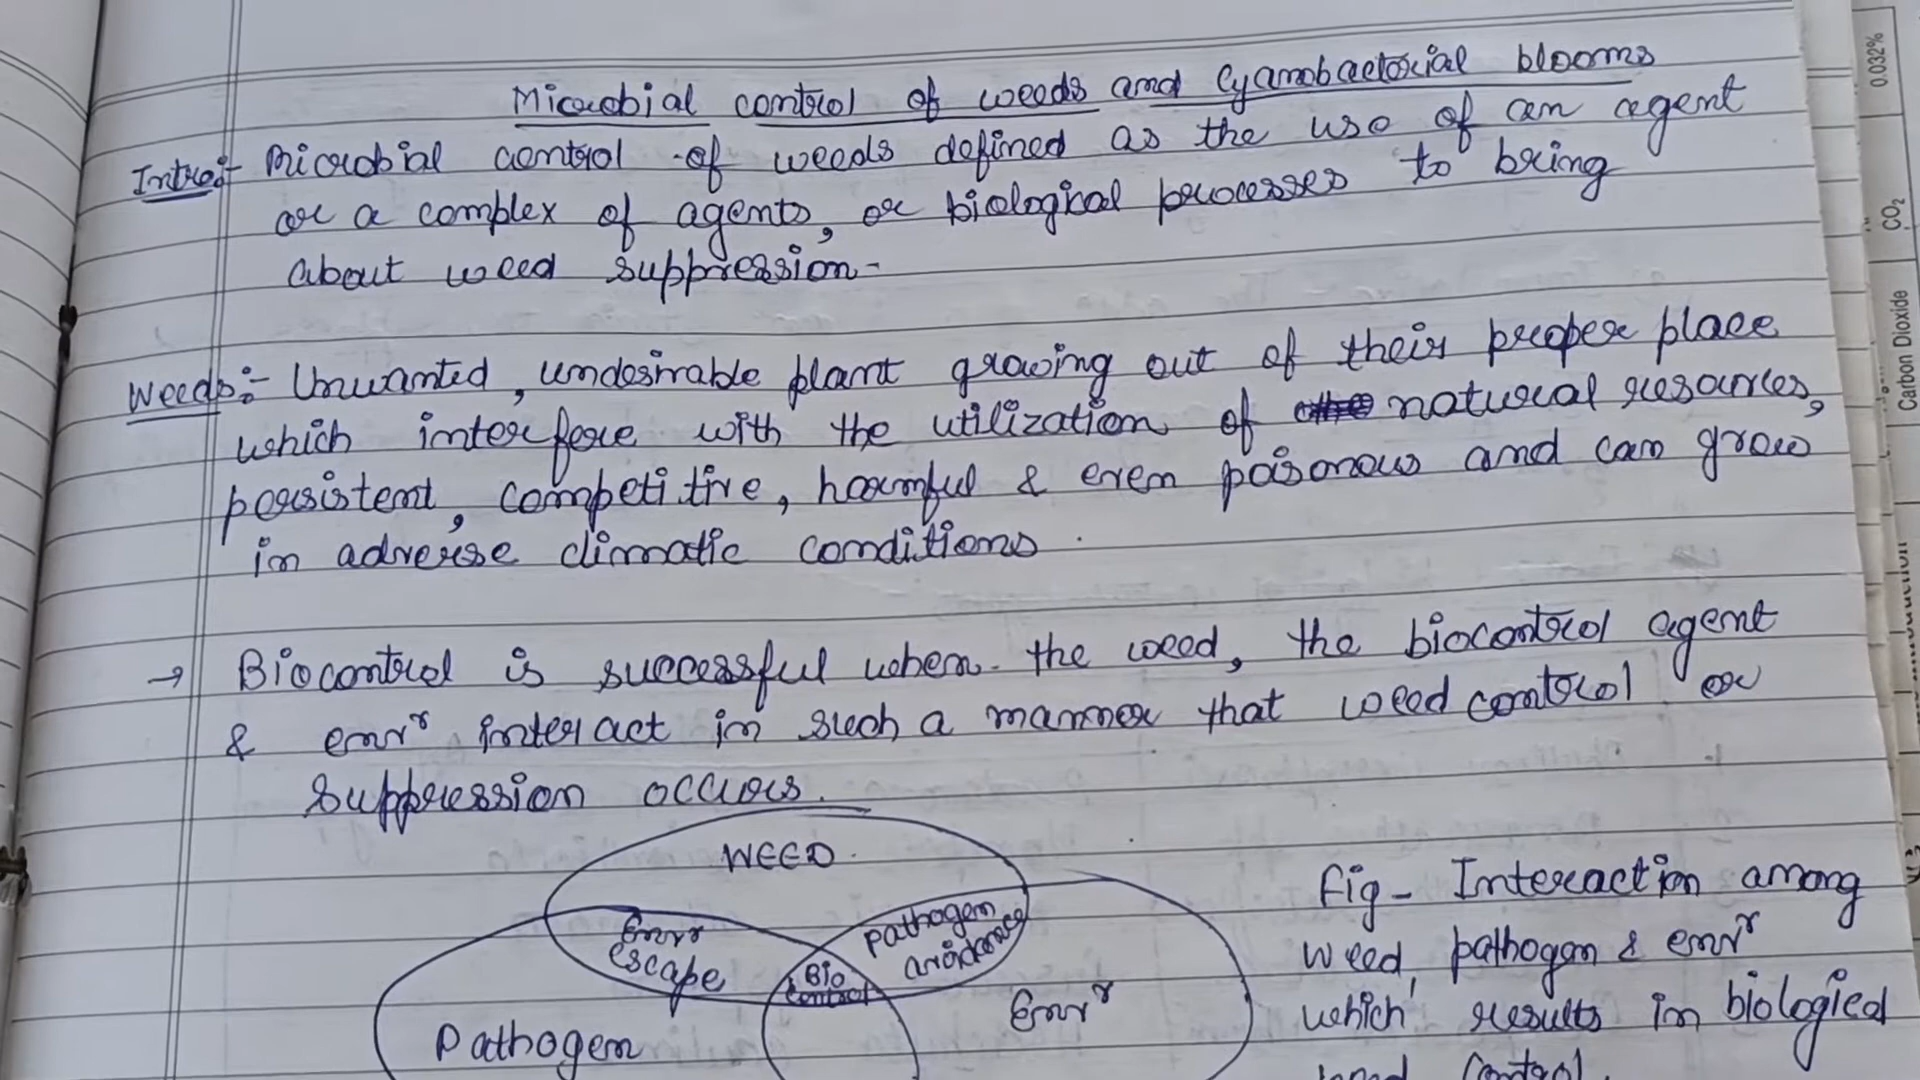 Microbial control of weeds and Cyanobacterial blooms
Intro:- Microbial control of weeds defined as the use of an agent
or a complex of agents, or biological processes to bring
about weed suppression-
Weeds:- Unwanted, undesirable plant growing out of their proper place
which interfere with the utilization of natural resources,
persistent, competitive, harmful & even poisonous and can grow
in adverse climatic conditions.
→ Biocontrol is successful when the weed, the biocontrol agent
& envr interact in such a manner that weed control or
suppression occurs.
WEED.
Envr
escape
pathogen
avoidance
Bio
control
Pathogen
Envr
fig - Interaction among
weed, pathogen & envr
which results in biological
weed control.
0.032%
CO₂
Carbon Dioxide